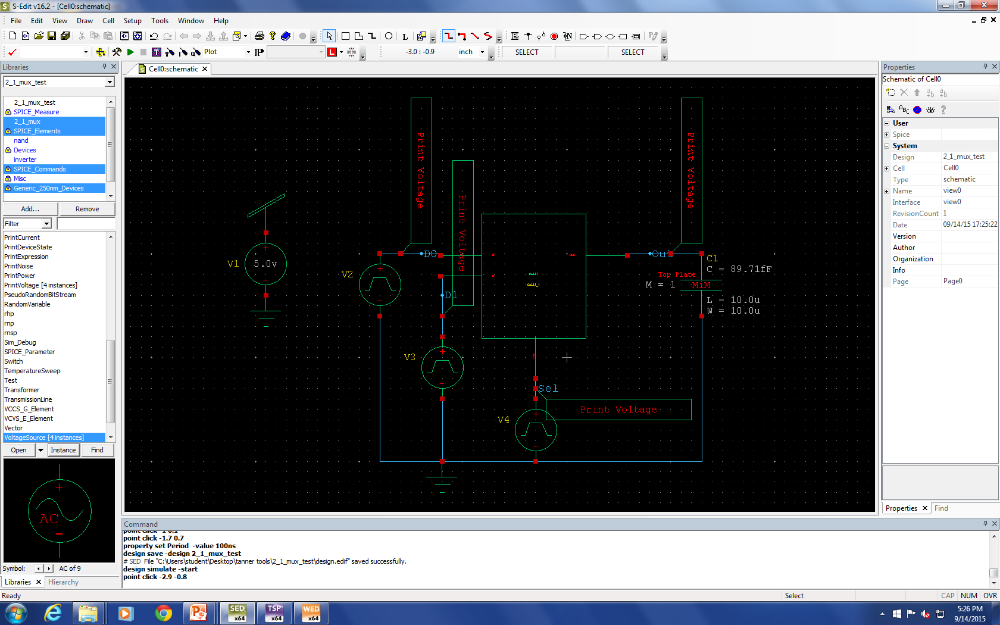 S-Edit v16.2 - [Cell0:schematic]
File Edit View Draw Cell Setup Tools Window Help
Plot
-3.0 : -0.9
inch
SELECT
SELECT
Libraries
2_1_mux_test
2_1_mux_test
SPICE_Measure
2_1_mux
SPICE_Elements
nand
Devices
inverter
SPICE_Commands
Misc
Generic_250nm_Devices
Add...
Remove
Filter
PrintCurrent
PrintDeviceState
PrintExpression
PrintNoise
PrintPower
PrintVoltage [4 instances]
PseudoRandomBitStream
RandomVariable
rhp
rnp
rnsp
Sim_Debug
SPICE_Parameter
Switch
TemperatureSweep
Test
Transformer
TransmissionLine
VCCS_G_Element
VCVS_E_Element
Vector
VoltageSource [4 instances]
Open
Instance
Find
AC
Symbol:
AC of 9
Libraries
Hierarchy
Cell0:schematic
Print Voltage
Print Voltage
Print Voltage
V1
5.0v
V2
D0
D1
V3
Out
C1
C = 89.71fF
Top Plate
M = 1
MiM
L = 10.0u
W = 10.0u
Sel
Print Voltage
V4
Properties
Schematic of Cell0
User
Spice
System
Design 2_1_mux_test
Cell Cell0
Type schematic
Name view0
Interface view0
RevisionCount 1
Date 09/14/15 17:25:22
Version
Author
Organization
Info
Page Page0
Properties
Find
Command
point click -1.7 0.7
property set Period -value 100ns
design save -design 2_1_mux_test
# SED File "C:\Users\student\Desktop\tanner tools\2_1_mux_test\design.edif" saved successfully.
design simulate -start
point click -2.9 -0.8
Ready
Select
CAP NUM OVR
SED x64
TSP x64
WED x64
5:26 PM
9/14/2015